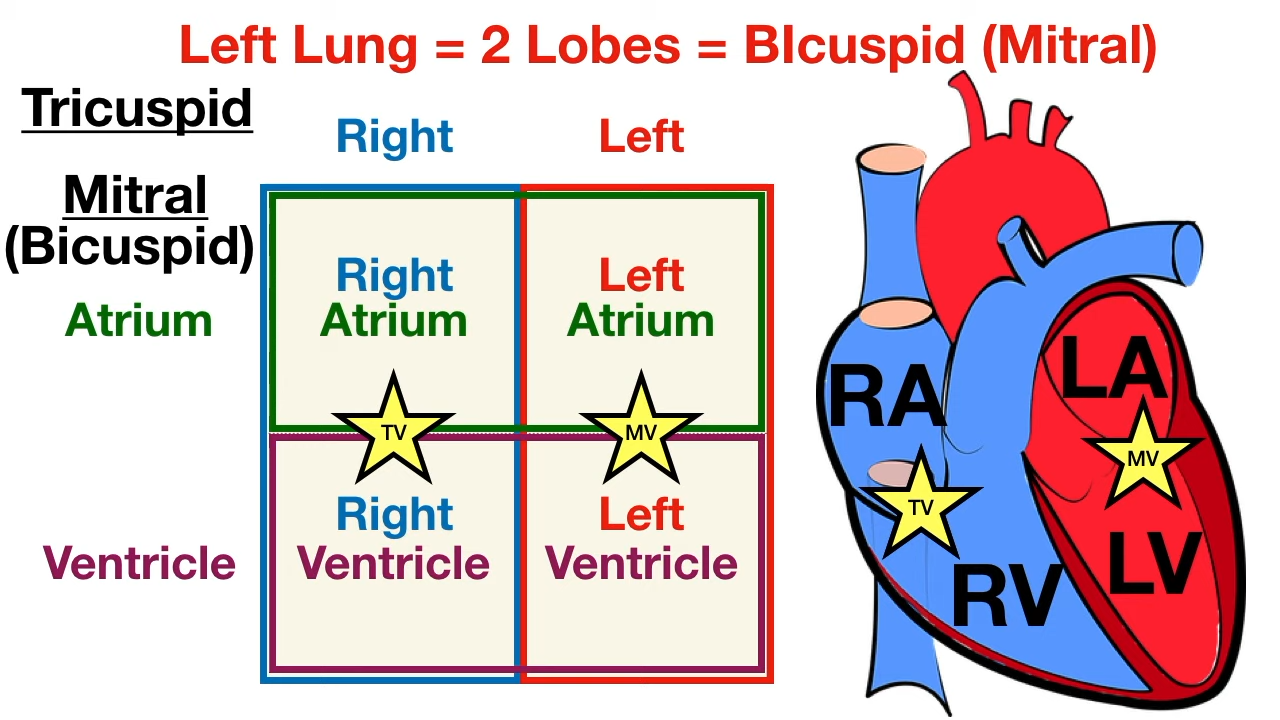 Left Lung = 2 Lobes = BIcuspid (Mitral)
Tricuspid
Mitral
(Bicuspid)
Right
Left
Atrium
Right
Atrium
Left
Atrium
TV
MV
Ventricle
Right
Ventricle
Left
Ventricle
RA
LA
MV
TV
LV
RV